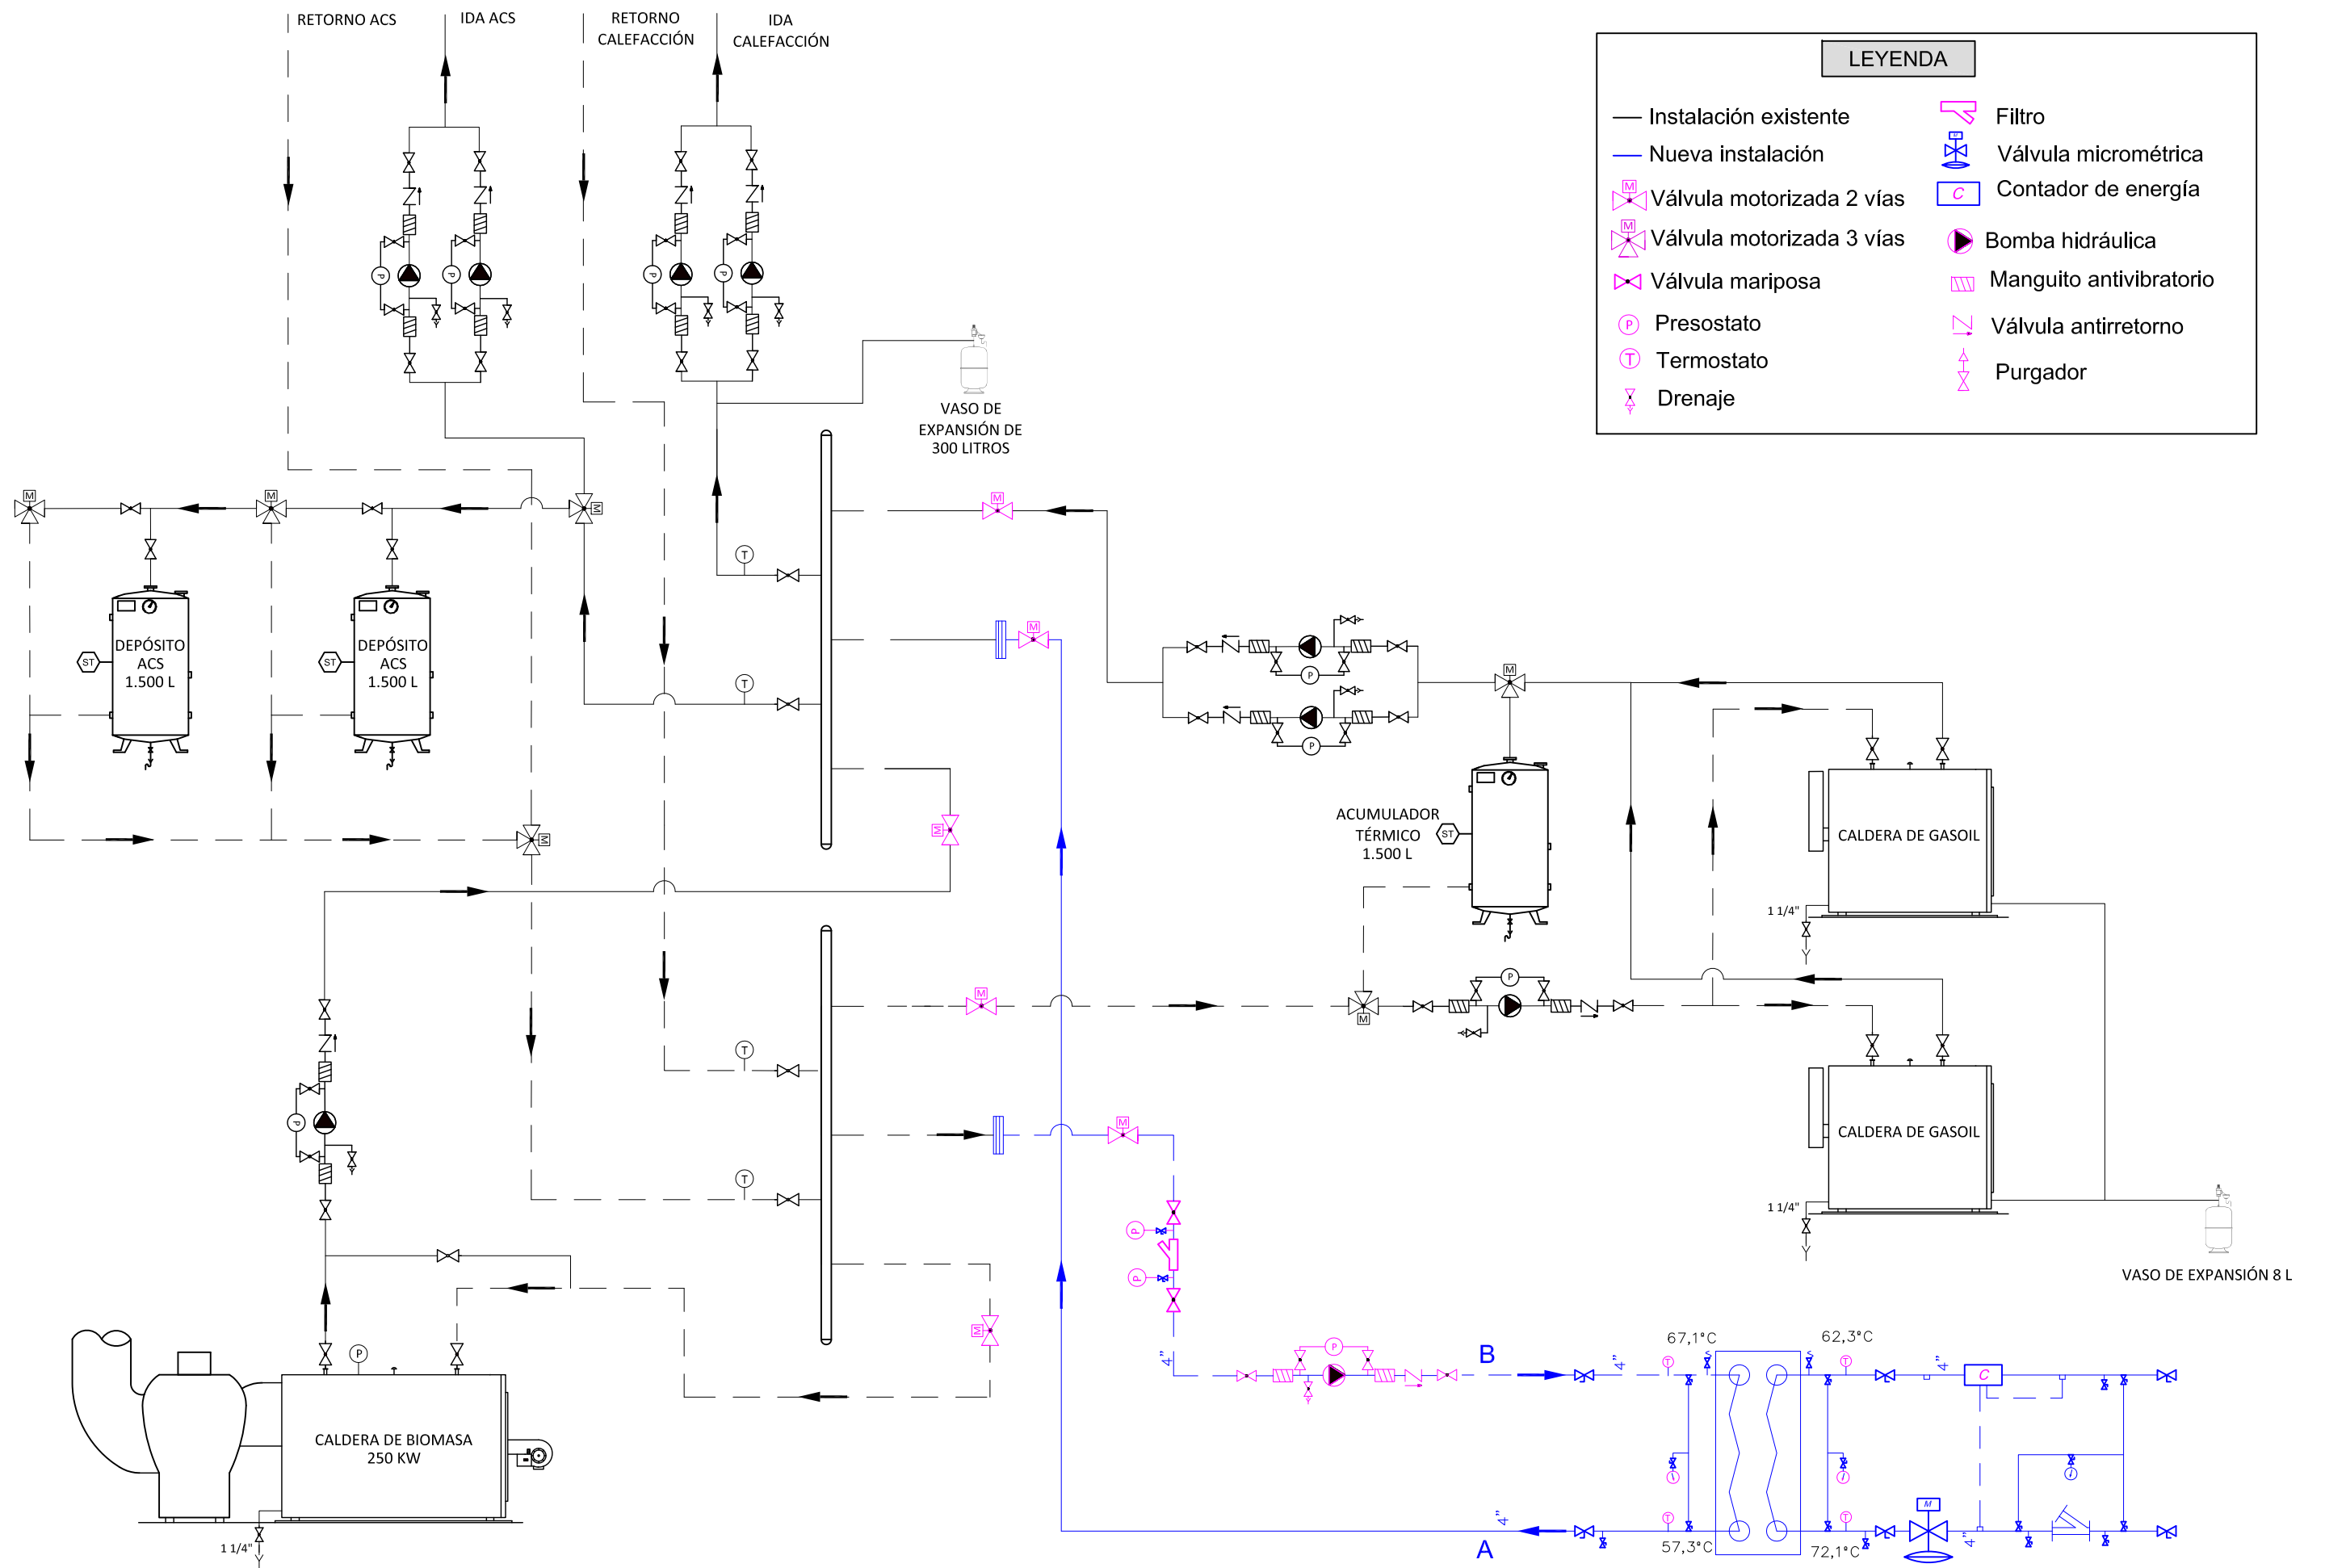 RETORNO ACS
IDA ACS
RETORNO
CALEFACCIÓN
IDA
CALEFACCIÓN
LEYENDA
Instalación existente
Nueva instalación
M
Válvula motorizada 2 vías
M
Válvula motorizada 3 vías
Válvula mariposa
P
Presostato
T
Termostato
Drenaje
Filtro
M
Válvula micrométrica
C
Contador de energía
Bomba hidráulica
Manguito antivibratorio
Válvula antirretorno
Purgador
P
P
P
P
VASO DE
EXPANSIÓN DE
300 LITROS
M
M
M
M
T
M
T
DEPÓSITO
ACS
1.500 L
ST
DEPÓSITO
ACS
1.500 L
ST
P
P
M
M
M
ACUMULADOR
TÉRMICO
1.500 L
ST
CALDERA DE GASOIL
1 1/4"
M
M
P
T
P
M
T
CALDERA DE GASOIL
1 1/4"
VASO DE EXPANSIÓN 8 L
P
P
M
4"
P
B
67,1°C
4"
T
62,3°C
T
4"
C
P
CALDERA DE BIOMASA
250 KW
1 1/4"
4"
A
57,3°C
T
72,1°C
T
M
4"